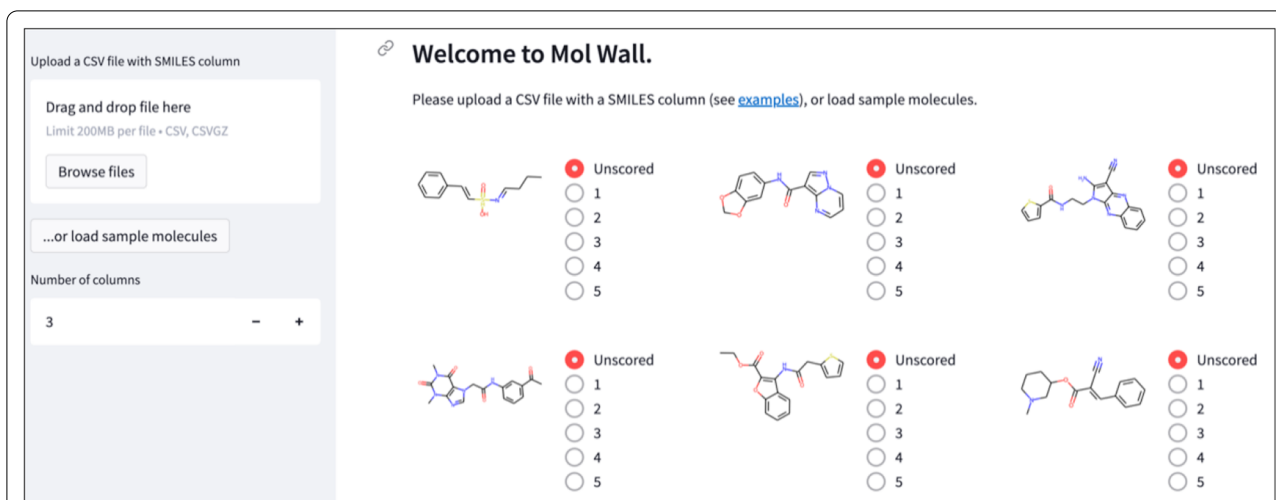 Upload a CSV file with SMILES column
Drag and drop file here
Limit 200MB per file • CSV, CSVGZ
Browse files
...or load sample molecules
Number of columns
3 - +
Welcome to Mol Wall.
Please upload a CSV file with a SMILES column (see examples), or load sample molecules.
Unscored
1
2
3
4
5
Unscored
1
2
3
4
5
Unscored
1
2
3
4
5
Unscored
1
2
3
4
5
Unscored
1
2
3
4
5
Unscored
1
2
3
4
5